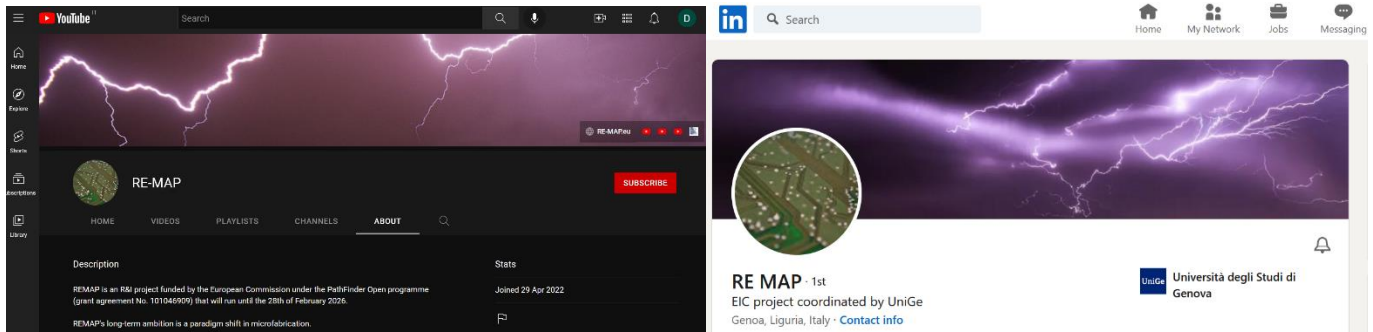 YouTube IT
Search
D
Home
Explore
Shorts
Subscriptions
Library
RE-MAP.eu
RE-MAP
SUBSCRIBE
HOME VIDEOS PLAYLISTS CHANNELS ABOUT
Description
REMAP is an R&I project funded by the European Commission under the PathFinder Open programme
(grant agreement No. 101046909) that will run until the 28th of February 2026.
REMAP's long-term ambition is a paradigm shift in microfabrication.
Stats
Joined 29 Apr 2022
in
Search
Home My Network Jobs Messaging
RE MAP · 1st
EIC project coordinated by UniGe
Genoa, Liguria, Italy · Contact info
UniGe
Università degli Studi di
Genova